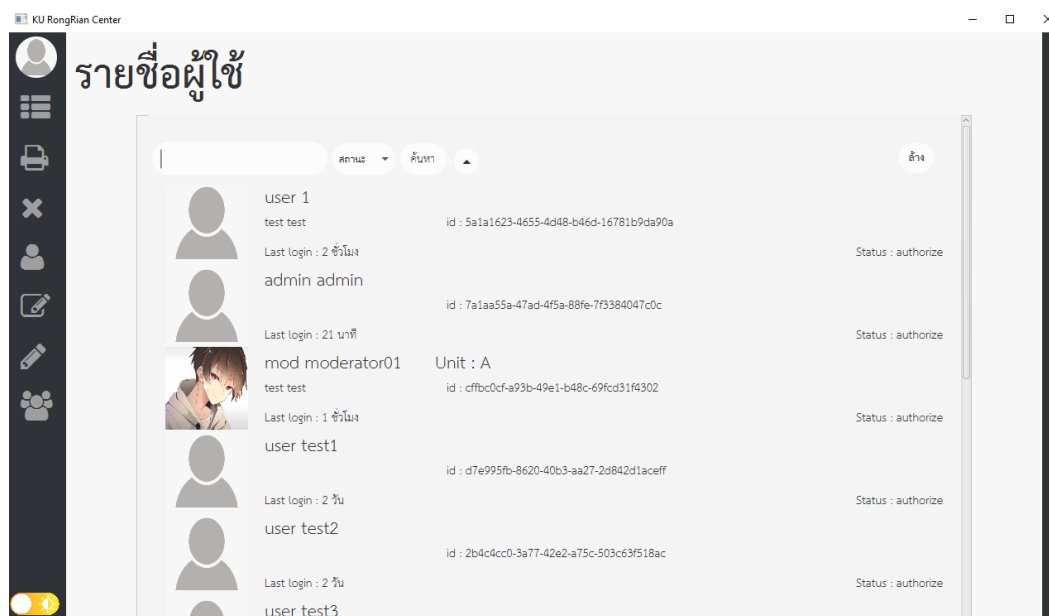 KU RongRian Center
รายชื่อผู้ใช้
สถานะ ค้นหา ล้าง
user 1
test test id : 5a1a1623-4655-4d48-b46d-16781b9da90a
Last login : 2 ชั่วโมง Status : authorize
admin admin
id : 7a1aa55a-47ad-4f5a-88fe-7f3384047c0c
Last login : 21 นาที Status : authorize
mod moderator01 Unit : A
test test id : cffbc0cf-a93b-49e1-b48c-69fcd31f4302
Last login : 1 ชั่วโมง Status : authorize
user test1
id : d7e995fb-8620-40b3-aa27-2d842d1aceff
Last login : 2 วัน Status : authorize
user test2
id : 2b4c4cc0-3a77-42e2-a75c-503c63f518ac
Last login : 2 วัน Status : authorize
user test3